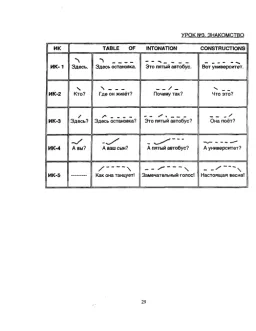 УРОК №3. ЗНАКОМСТВО
ИК TABLE OF INTONATION CONSTRUCTIONS
ИК- 1 Здесь. Здесь остановка. Это пятый автобус. Вот университет.
ИК-2 Кто? Где он живёт? Почему так? Что это?
ИК-3 Здесь? Здесь остановка? Это пятый автобус? Она поёт?
ИК-4 А вы? А ваш сын? А пятый автобус? А университет?
ИК-5 -------- Как она танцует! Замечательный голос! Настоящая весна!